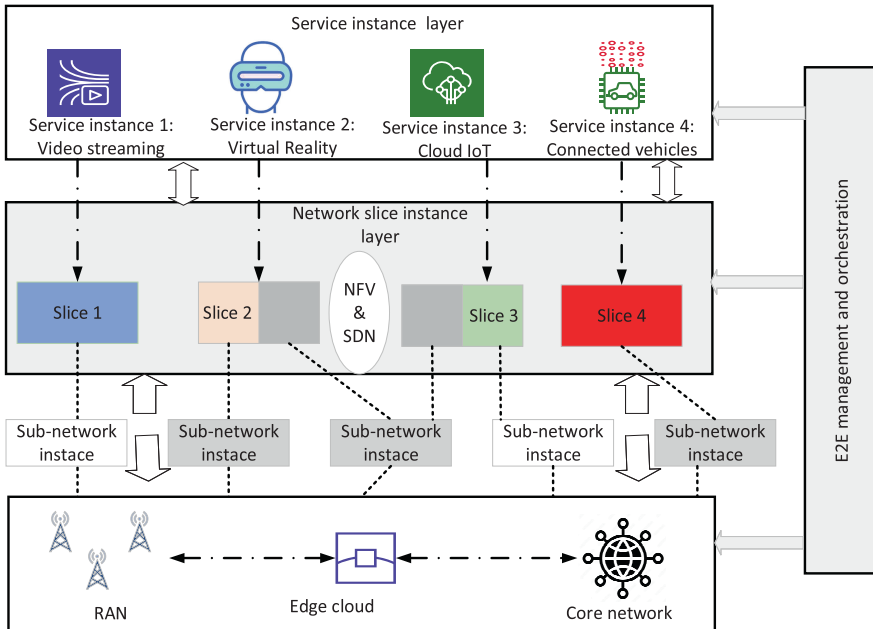 Service instance layer
Service instance 1:
Video streaming
Service instance 2:
Virtual Reality
Service instance 3:
Cloud IoT
Service instance 4:
Connected vehicles
Network slice instance
layer
Slice 1
Slice 2
NFV
&
SDN
Slice 3
Slice 4
Sub-network
instace
Sub-network
instace
Sub-network
instace
Sub-network
instace
Sub-network
instace
RAN
Edge cloud
Core network
E2E management and orchestration